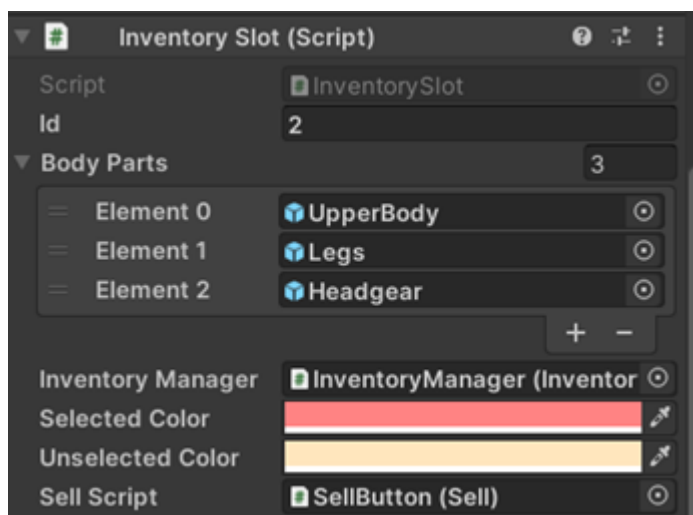 Inventory Slot (Script)
Script InventorySlot
Id 2
Body Parts 3
Element 0 UpperBody
Element 1 Legs
Element 2 Headgear
Inventory Manager InventoryManager (Inventor
Selected Color
Unselected Color
Sell Script SellButton (Sell)